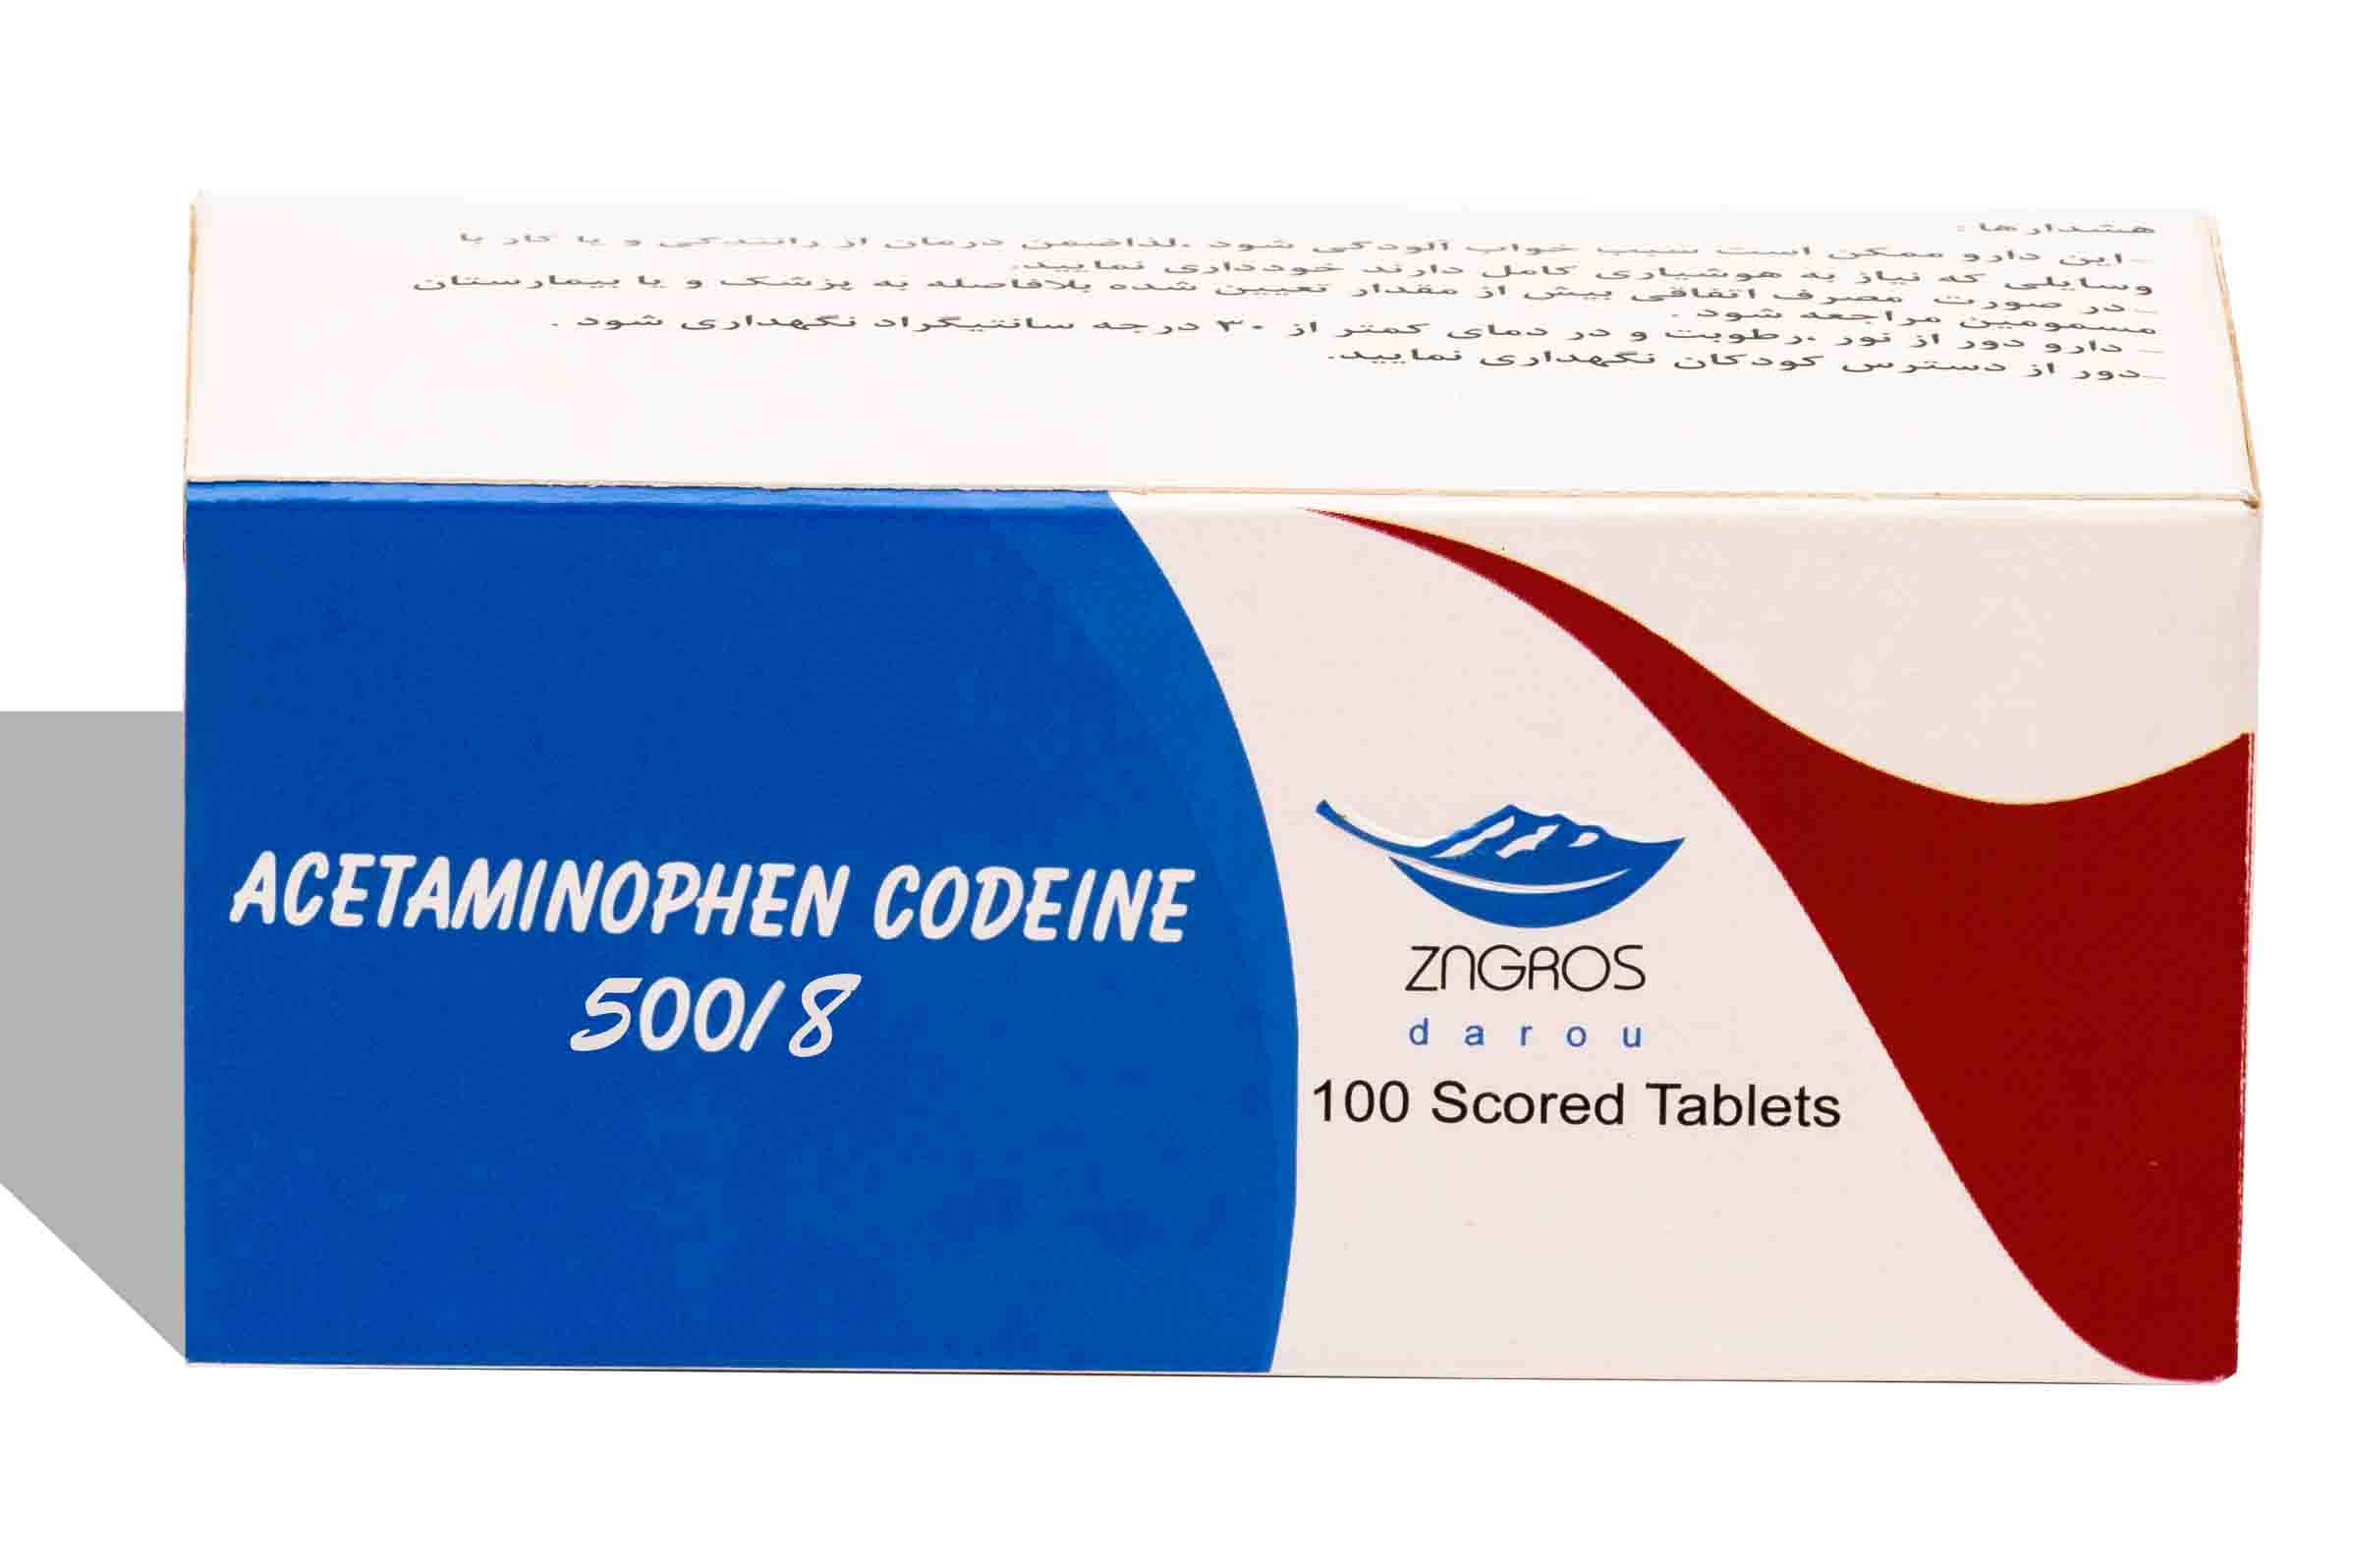 هشدارها :
-این دارو ممکن است سبب خواب آلودگی شود .لذاضمن درمان از رانندگی و یا کار با
وسایلی که نیاز به هوشیاری کامل دارند خودداری نمایید.
-در صورت مصرف اتفاقی بیش از مقدار تعیین شده بلافاصله به پزشک و یا بیمارستان
مسمومین مراجعه شود .
- دارو دور از نور ،رطوبت و در دمای کمتر از ۳۰ درجه سانتیگراد نگهداری شود .
-دور از دسترس کودکان نگهداری نمایید.
ACETAMINOPHEN CODEINE
500/8
ZAGROS
darou
100 Scored Tablets